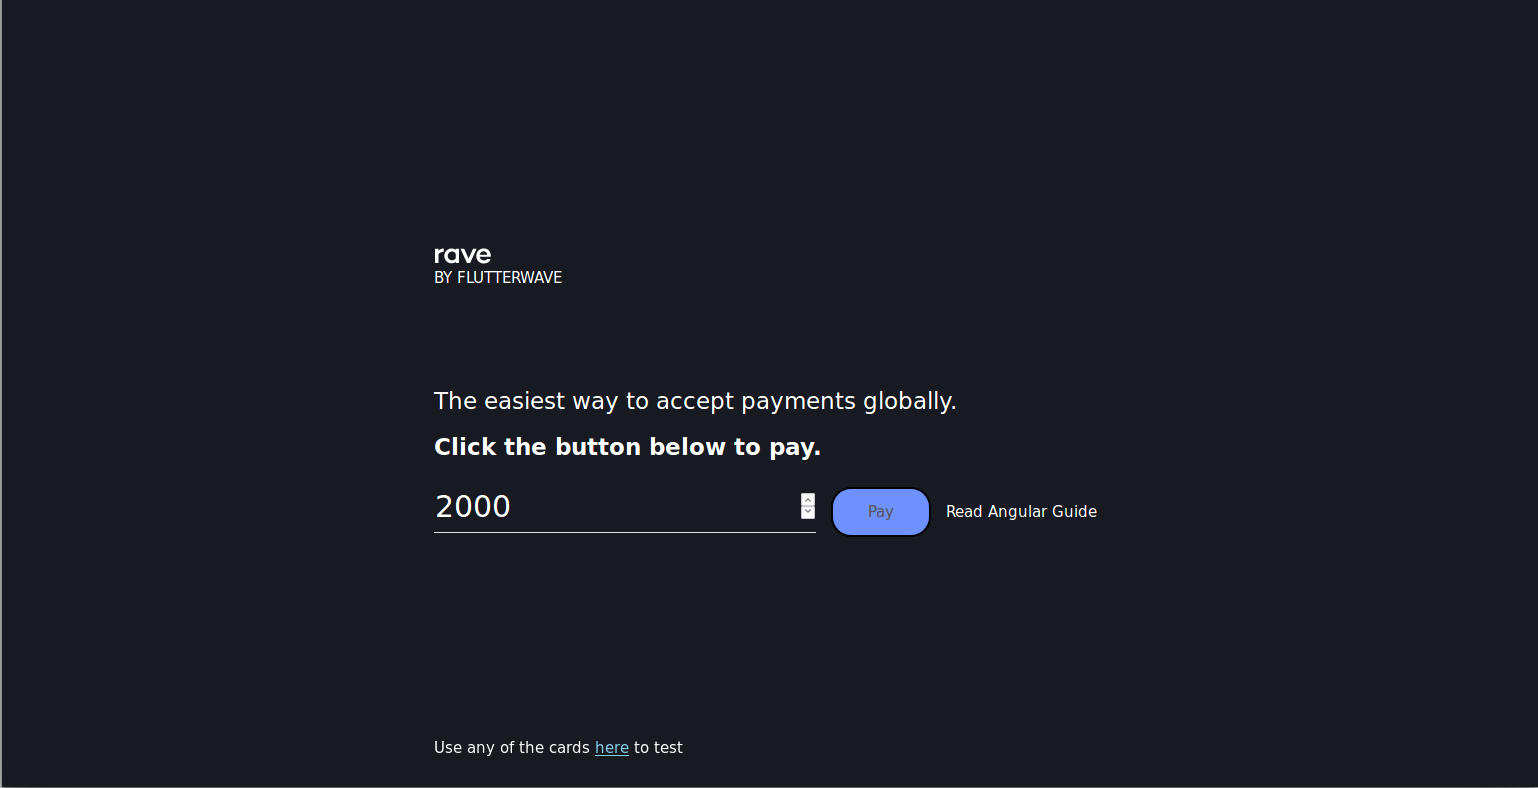 rave
BY FLUTTERWAVE
The easiest way to accept payments globally.
Click the button below to pay.
2000 Pay Read Angular Guide
Use any of the cards here to test